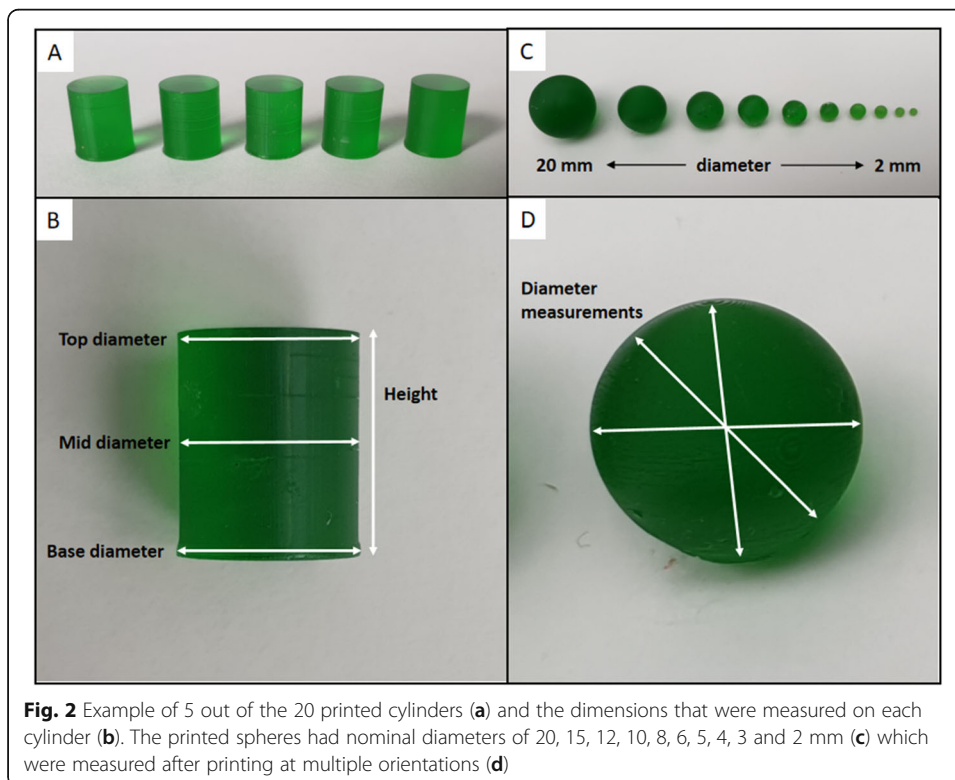 A
C
20 mm
diameter
2 mm
B
Top diameter
Height
Mid diameter
Base diameter
D
Diameter
measurements
Fig. 2 Example of 5 out of the 20 printed cylinders (a) and the dimensions that were measured on each
cylinder (b). The printed spheres had nominal diameters of 20, 15, 12, 10, 8, 6, 5, 4, 3 and 2 mm (c) which
were measured after printing at multiple orientations (d)